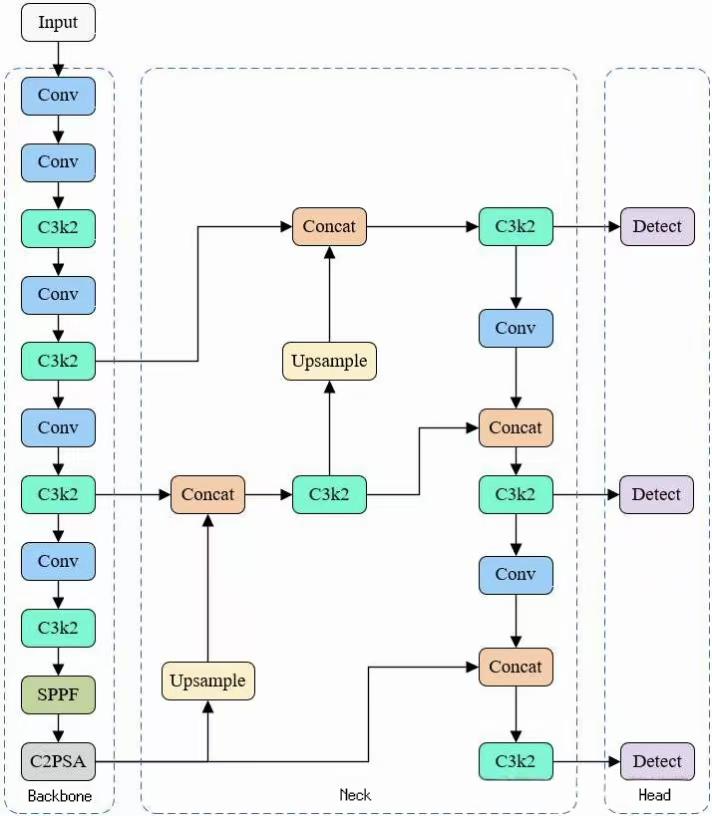 Input
Conv
Conv
C3k2
Conv
C3k2
Conv
C3k2
Conv
C3k2
SPPF
C2PSA
Backbone
Concat
Upsample
Concat
C3k2
Upsample
C3k2
Conv
Concat
C3k2
Conv
Concat
C3k2
Neck
Detect
Detect
Detect
Head